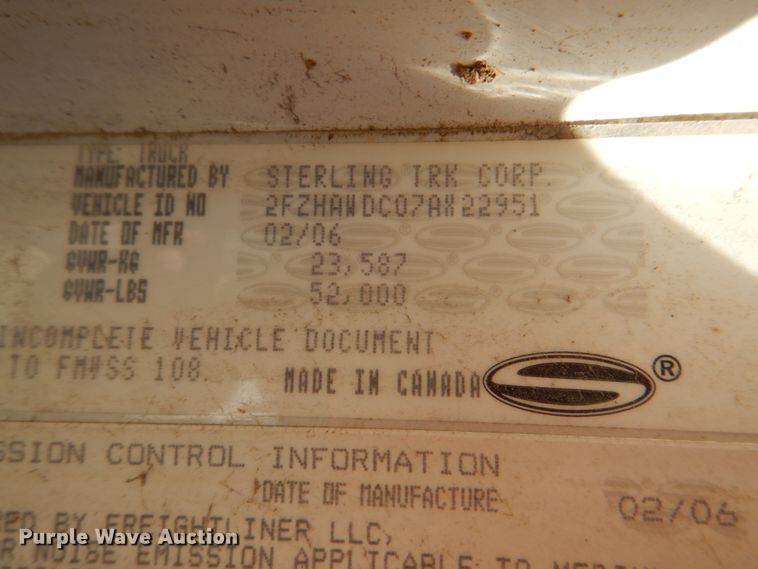 TYPE: TRUCK
MANUFACTURED BY STERLING TRK CORP.
VEHICLE ID NO 2FZHAWDC07AX22951
DATE OF MFR 02/06
GVWR-KG 23,587
GVWR-LBS 52,000
INCOMPLETE VEHICLE DOCUMENT
TO FMVSS 108.
MADE IN CANADA ®
SSION CONTROL INFORMATION
DATE OF MANUFACTURE 02/06
RED BY FREIGHTLINER LLC,
R NOISE EMISSION APPLICABLE TO
Purple Wave Auction